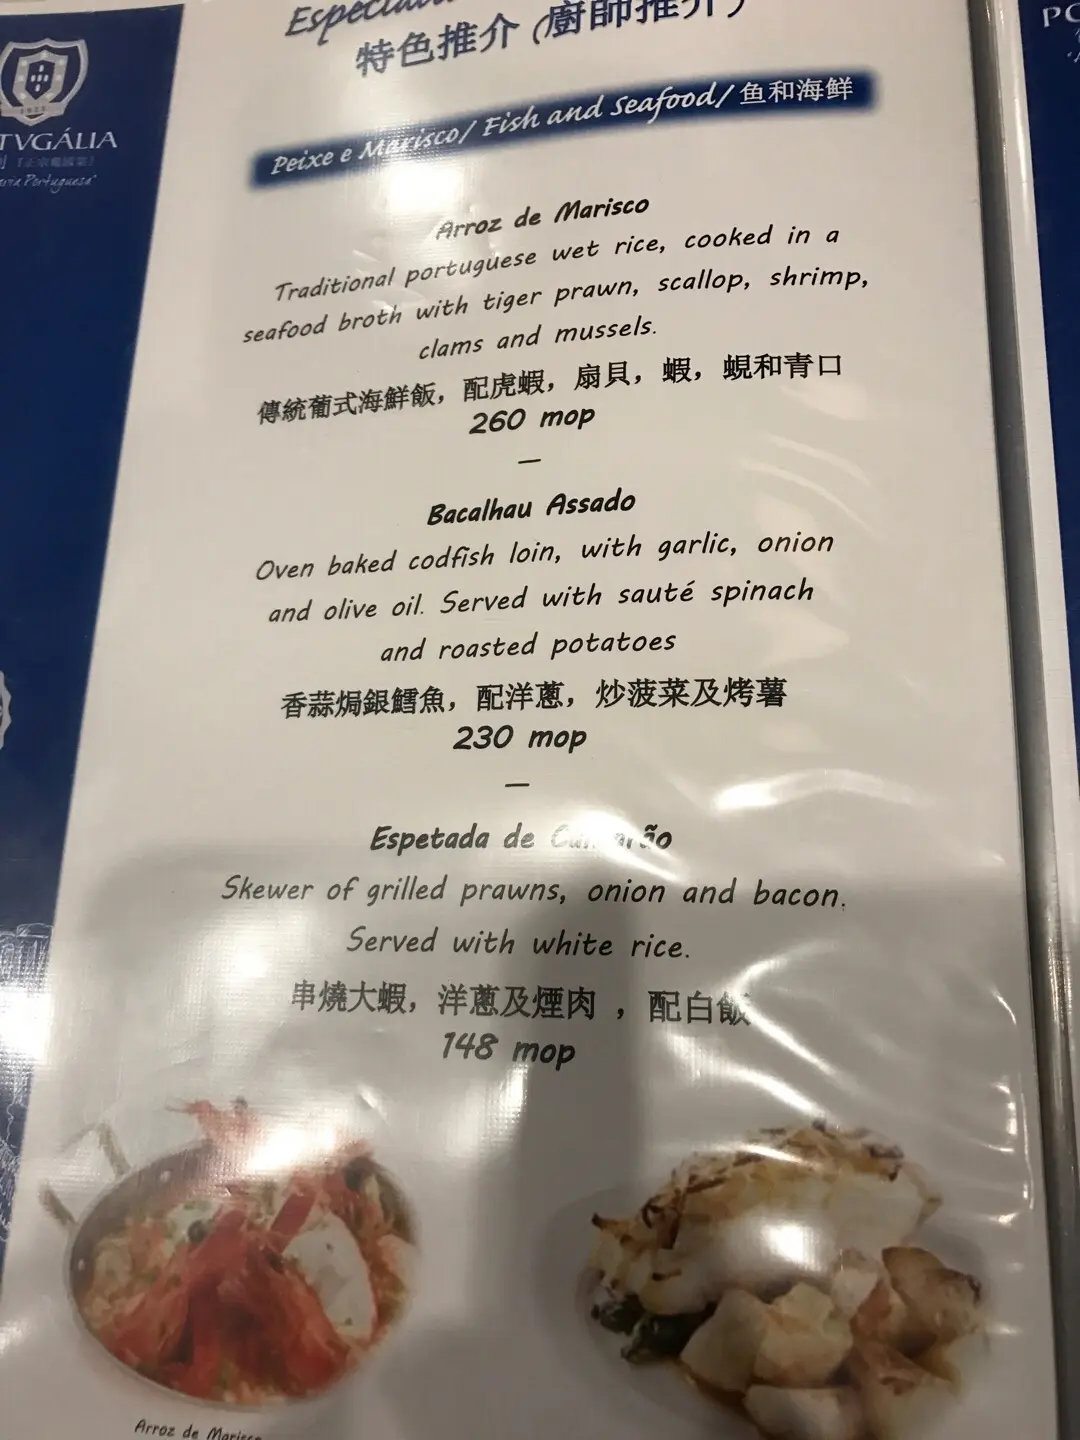 特色推介 (廚師推介)
Peixe e Marisco/ Fish and Seafood/ 鱼和海鲜
Arroz de Marisco
Traditional portuguese wet rice, cooked in a
seafood broth with tiger prawn, scallop, shrimp,
clams and mussels.
傳統葡式海鮮飯，配虎蝦，扇貝，蝦，蜆和青口
260 mop
—
Bacalhau Assado
Oven baked codfish loin, with garlic, onion
and olive oil. Served with sauté spinach
and roasted potatoes
香蒜焗銀鱈魚，配洋蔥，炒菠菜及烤薯
230 mop
—
Espetada de
Skewer of grilled prawns, onion and bacon.
Served with white rice.
串燒大蝦，洋蔥及煙肉 ，配白飯
148 mop
Arroz de Marisco